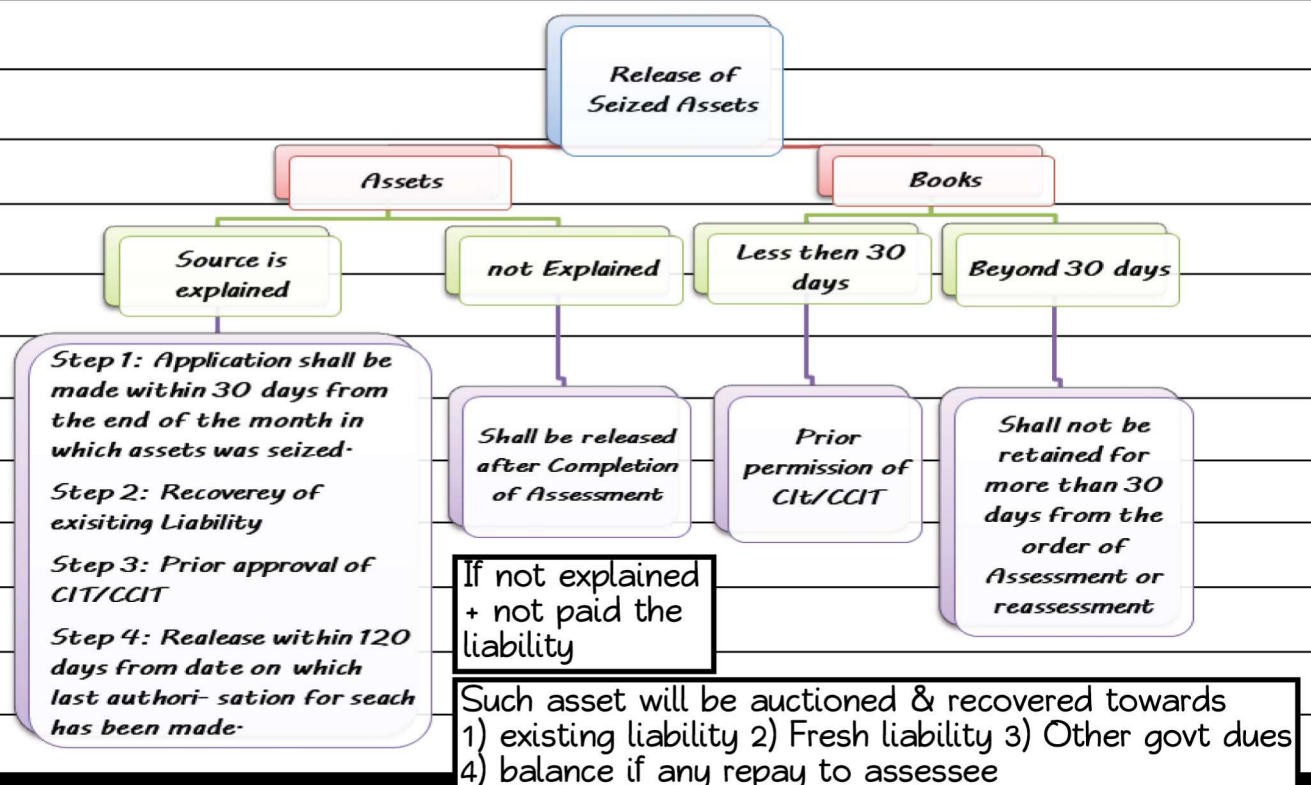 Release of
Seized Assets
Assets
Books
Source is
explained
not Explained
Less then 30
days
Beyond 30 days
Step 1: Application shall be
made within 30 days from
the end of the month in
which assets was seized.
Step 2: Recoverey of
exisiting Liability
Step 3: Prior approval of
CIT/CCIT
Step 4: Realease within 120
days from date on which
last authori- sation for seach
has been made.
Shall be released
after Completion
of Assessment
Prior
permission of
CIt/CCIT
Shall not be
retained for
more than 30
days from the
order of
Assessment or
reassessment
If not explained
+ not paid the
liability
Such asset will be auctioned & recovered towards
1) existing liability 2) Fresh liability 3) Other govt dues
4) balance if any repay to assessee